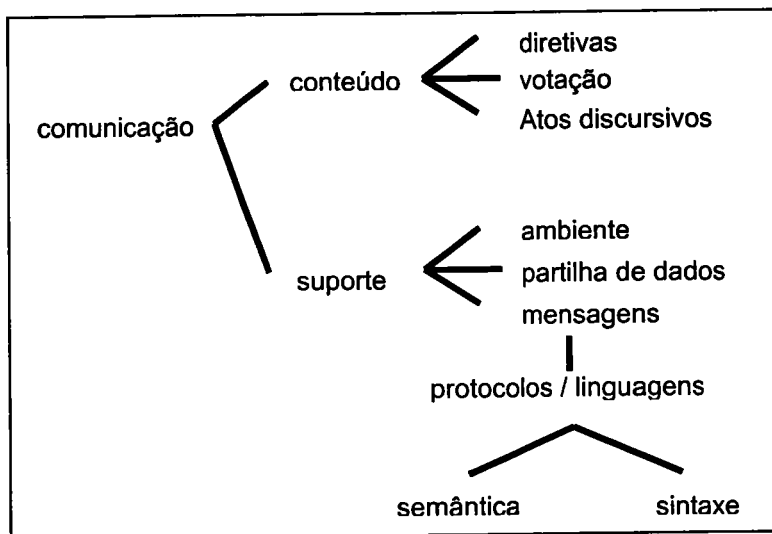 diretivas
conteúdo
votação
comunicação
Atos discursivos
ambiente
suporte
partilha de dados
mensagens
protocolos / linguagens
semântica
sintaxe